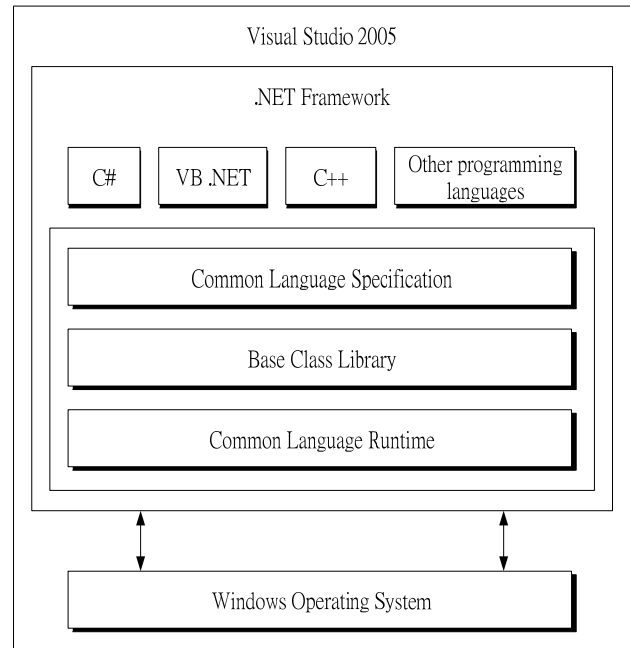 Visual Studio 2005
.NET Framework
C#
VB .NET
C++
Other programming
languages
Common Language Specification
Base Class Library
Common Language Runtime
Windows Operating System